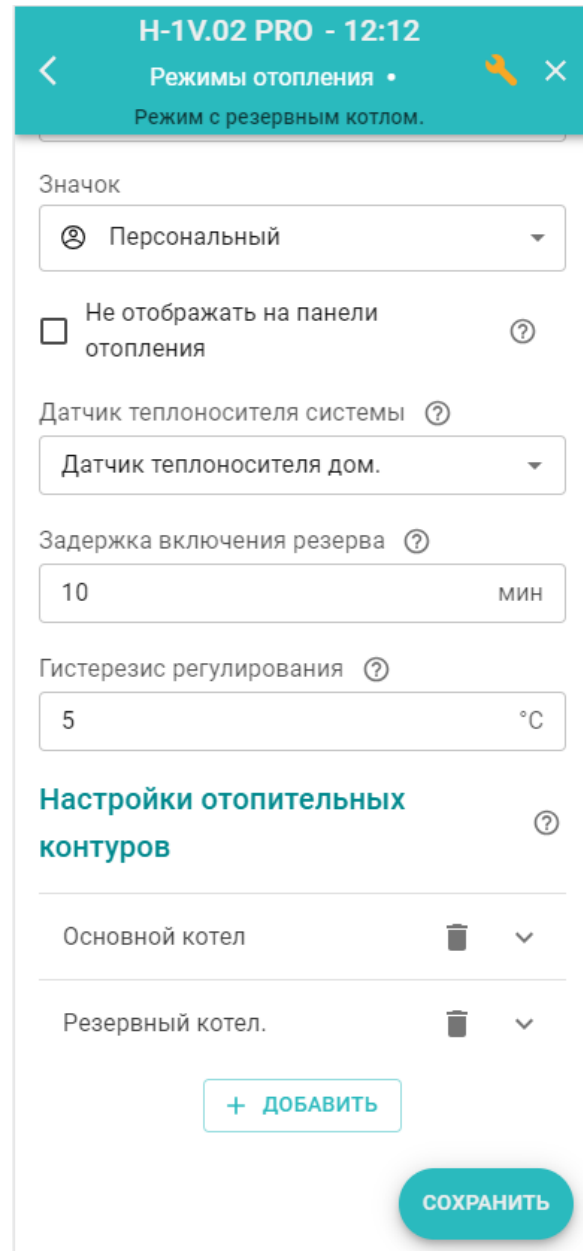 H-1V.02 PRO - 12:12
Режимы отопления •
Режим с резервным котлом.
Значок
Персональный
Не отображать на панели
отопления
Датчик теплоносителя системы
Датчик теплоносителя дом.
Задержка включения резерва
10 мин
Гистерезис регулирования
5 °C
Настройки отопительных
контуров
Основной котел
Резервный котел.
+ ДОБАВИТЬ
СОХРАНИТЬ